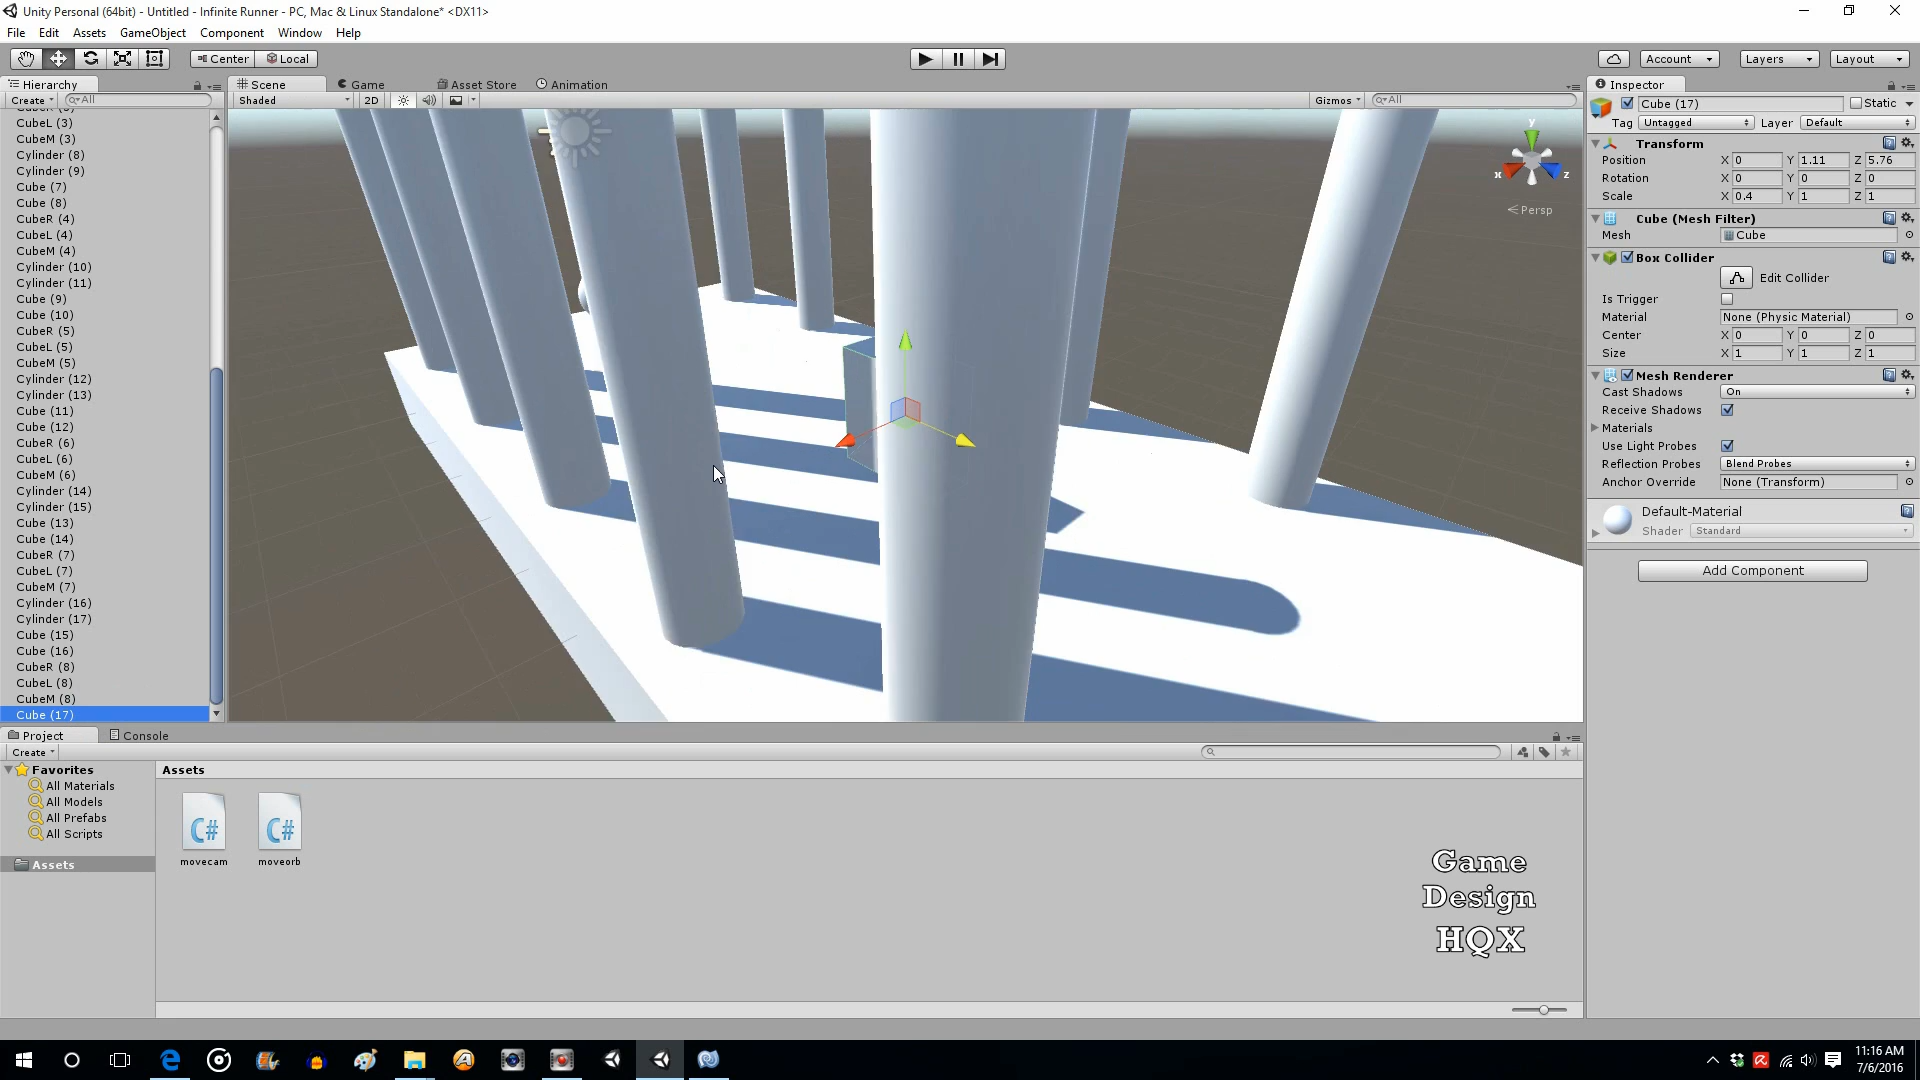 Unity Personal (64bit) - Untitled - Infinite Runner - PC, Mac & Linux Standalone* <DX11>
File Edit Assets GameObject Component Window Help
Center Local Account Layers Layout
Hierarchy
Create All
CubeL (3)
CubeM (3)
Cylinder (8)
Cylinder (9)
Cube (7)
Cube (8)
CubeR (4)
CubeL (4)
CubeM (4)
Cylinder (10)
Cylinder (11)
Cube (9)
Cube (10)
CubeR (5)
CubeL (5)
CubeM (5)
Cylinder (12)
Cylinder (13)
Cube (11)
Cube (12)
CubeR (6)
CubeL (6)
CubeM (6)
Cylinder (14)
Cylinder (15)
Cube (13)
Cube (14)
CubeR (7)
CubeL (7)
CubeM (7)
Cylinder (16)
Cylinder (17)
Cube (15)
Cube (16)
CubeR (8)
CubeL (8)
CubeM (8)
Cube (17)
Scene Game Asset Store Animation
Shaded 2D Gizmos All
y
x z
Persp
Inspector
Cube (17) Static
Tag Untagged Layer Default
Transform
Position X 0 Y 1.11 Z 5.76
Rotation X 0 Y 0 Z 0
Scale X 0.4 Y 1 Z 1
Cube (Mesh Filter)
Mesh Cube
Box Collider
Edit Collider
Is Trigger
Material None (Physic Material)
Center X 0 Y 0 Z 0
Size X 1 Y 1 Z 1
Mesh Renderer
Cast Shadows On
Receive Shadows
Materials
Use Light Probes
Reflection Probes Blend Probes
Anchor Override None (Transform)
Default-Material
Shader Standard
Add Component
Project Console
Create
Favorites
All Materials
All Models
All Prefabs
All Scripts
Assets
Assets
C# C#
movecam moveorb
Game
Design
HQX
11:16 AM
7/6/2016